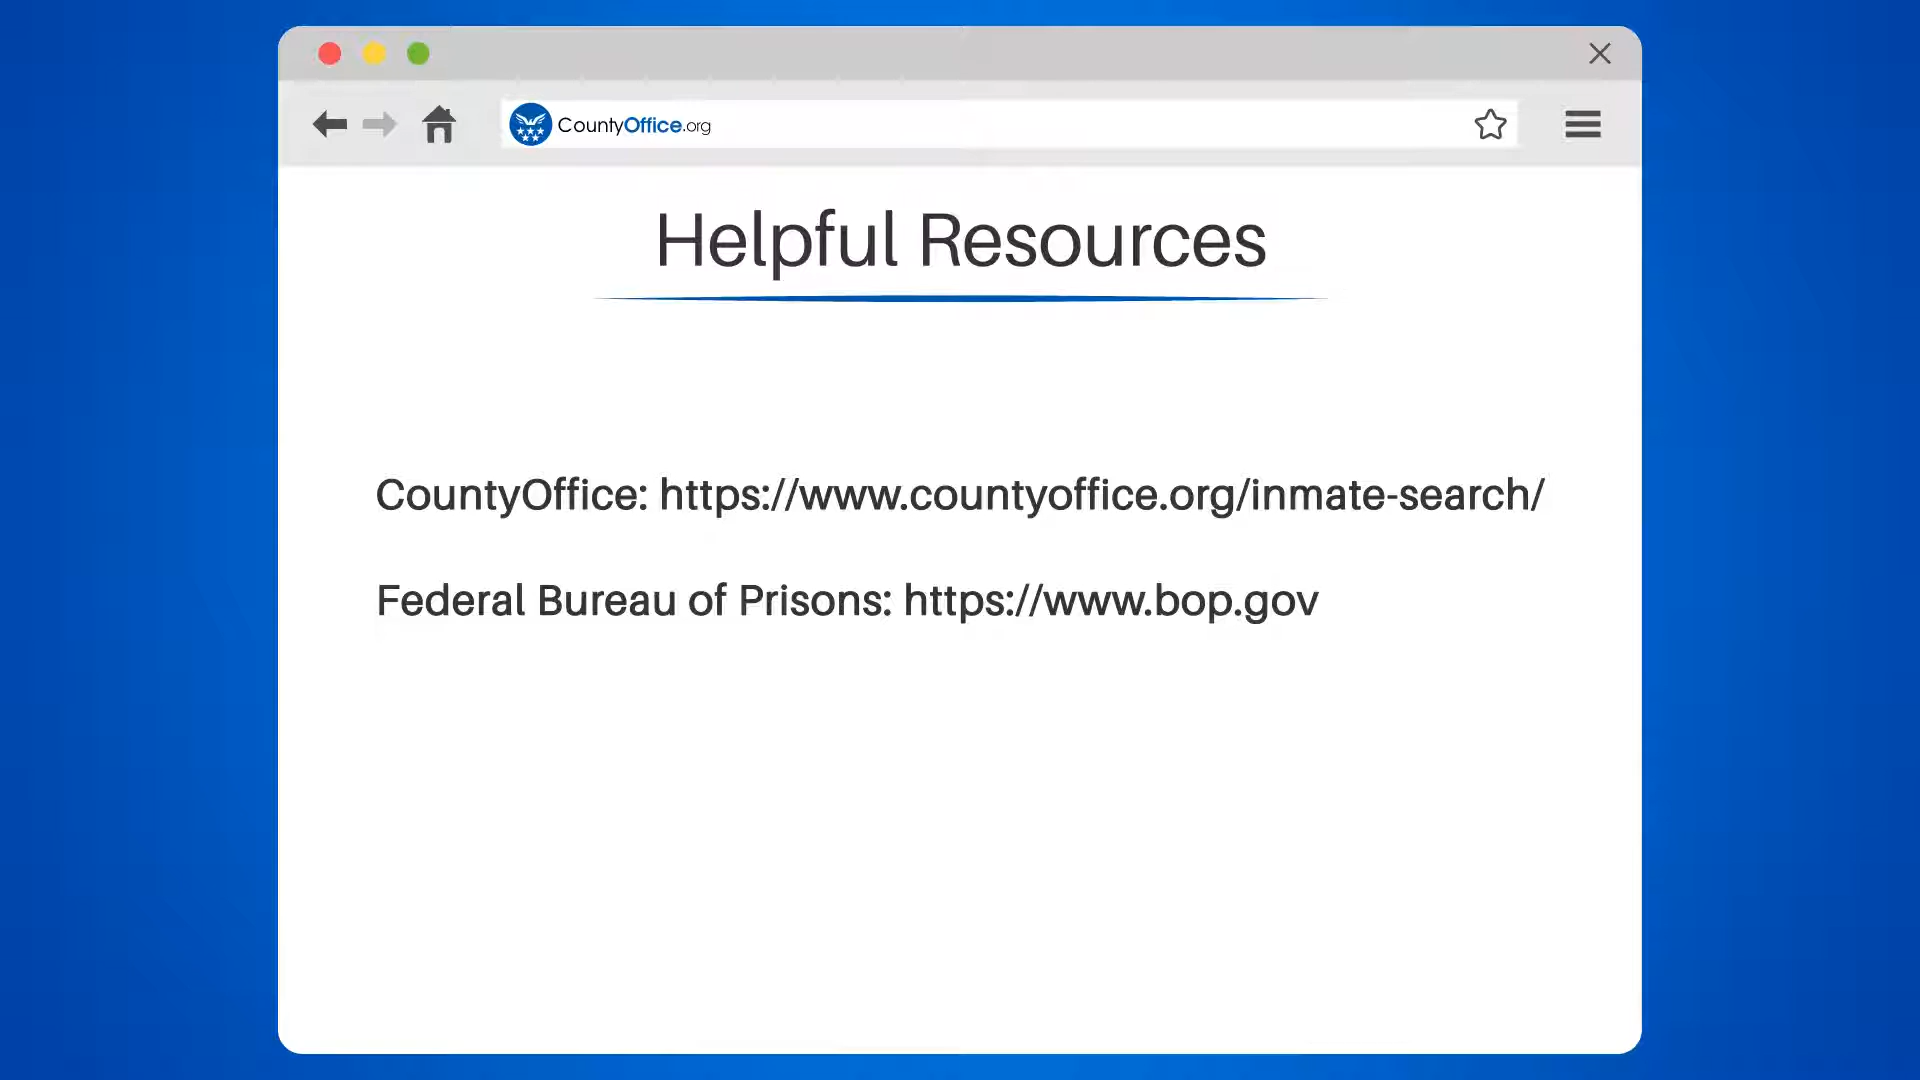 CountyOffice.org
Helpful Resources
CountyOffice: https://www.countyoffice.org/inmate-search/
Federal Bureau of Prisons: https://www.bop.gov